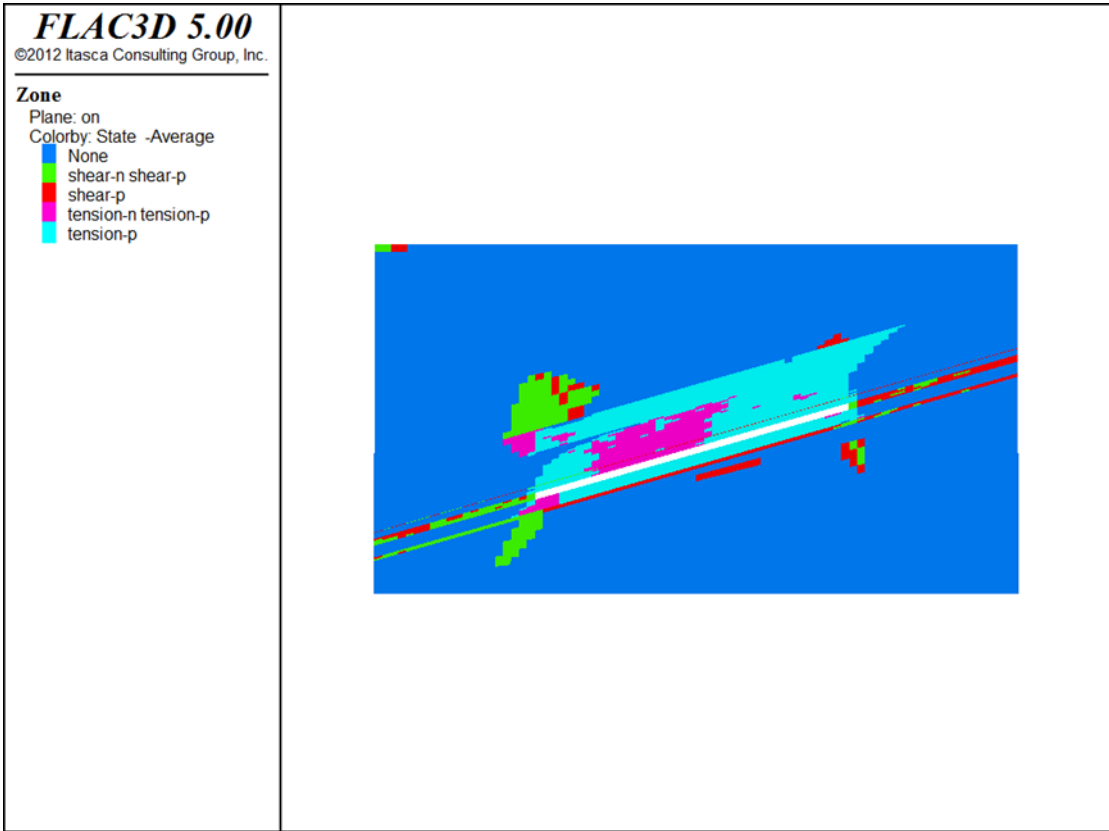 FLAC3D 5.00
©2012 Itasca Consulting Group, Inc.
Zone
Plane: on
Colorby: State -Average
None
shear-n shear-p
shear-p
tension-n tension-p
tension-p